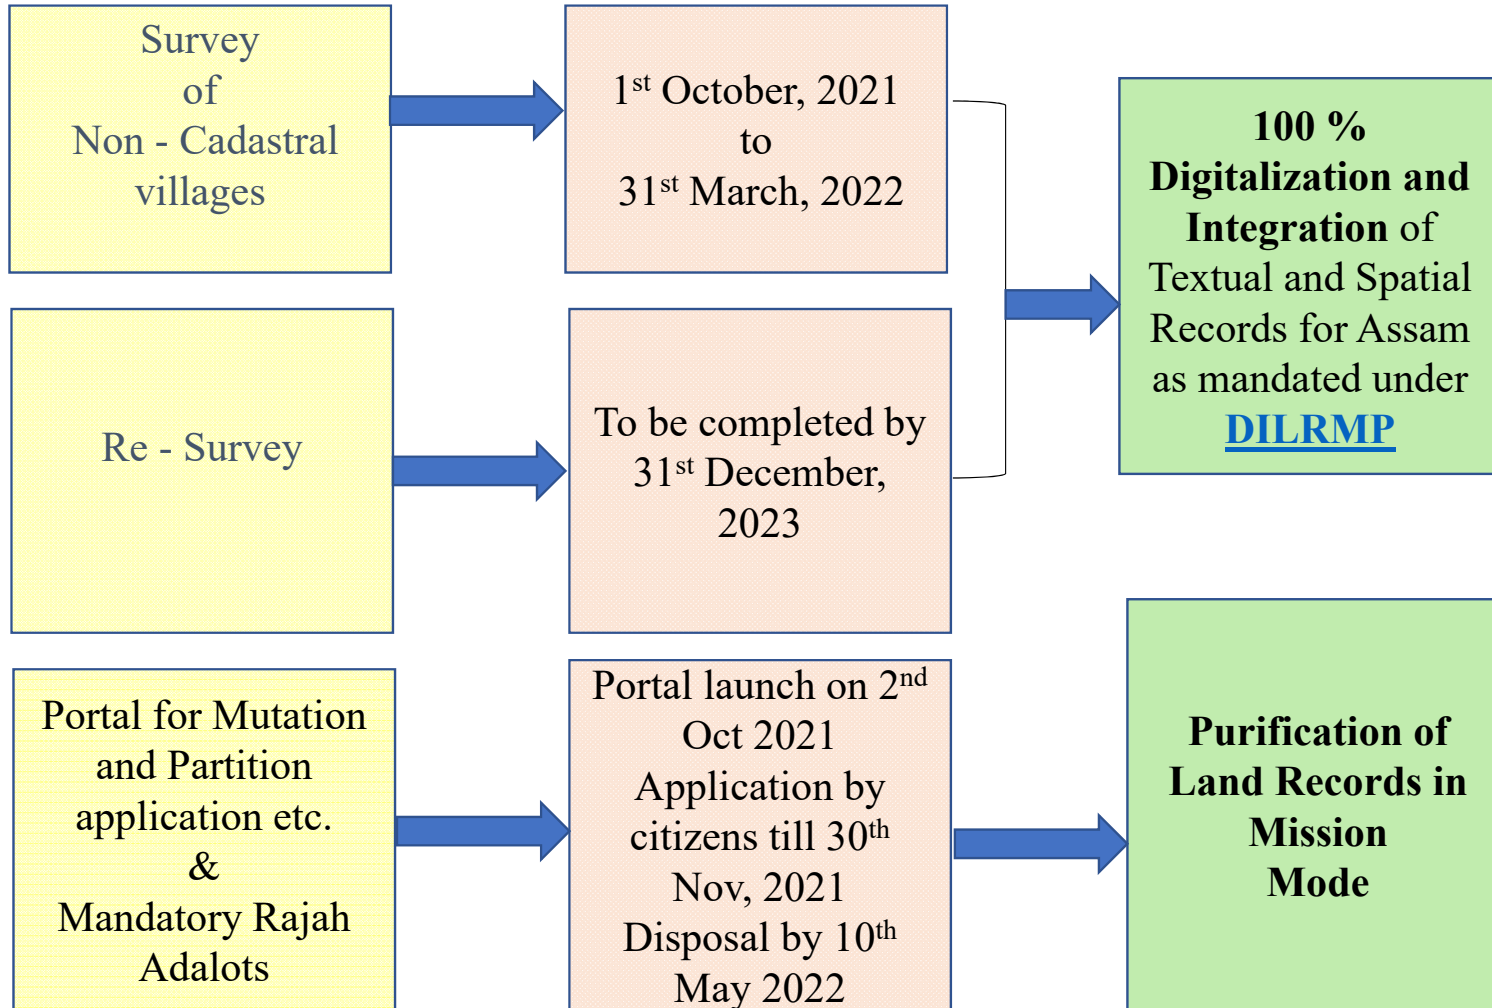 Survey
of
Non - Cadastral
villages
1st October, 2021
to
31st March, 2022
100 %
Digitalization and
Integration of
Textual and Spatial
Records for Assam
as mandated under
DILRMP
Re - Survey
To be completed by
31st December,
2023
Portal for Mutation
and Partition
application etc.
&
Mandatory Rajah
Adalots
Portal launch on 2nd
Oct 2021
Application by
citizens till 30th
Nov, 2021
Disposal by 10th
May 2022
Purification of
Land Records in
Mission
Mode